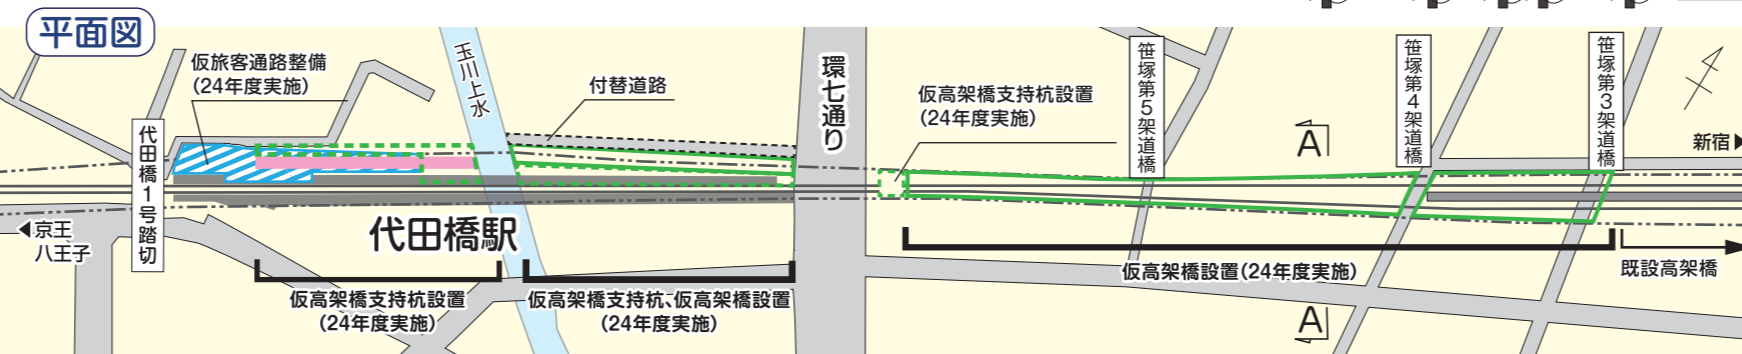 平面図
仮旅客通路整備
(24年度実施)
玉川上水
付替道路
環七通り
仮高架橋支持杭設置
(24年度実施)
笹塚第5架道橋
A
笹塚第4架道橋
笹塚第3架道橋
新宿▶
代田橋1号踏切
◀京王
八王子
代田橋駅
仮高架橋支持杭設置
(24年度実施)
仮高架橋支持杭、仮高架橋設置
(24年度実施)
仮高架橋設置(24年度実施)
A
既設高架橋